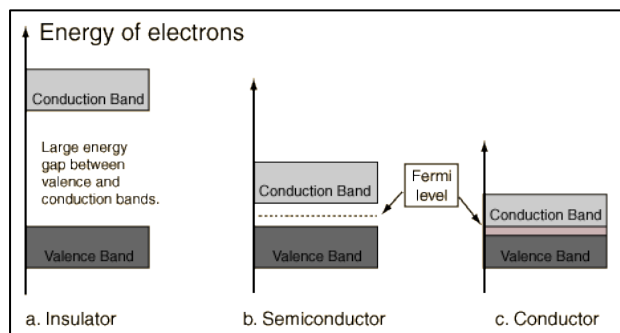 Energy of electrons
Conduction Band
Large energy
gap between
valence and
conduction bands.
Valence Band
a. Insulator
Conduction Band
Valence Band
b. Semiconductor
Fermi
level
Conduction Band
Valence Band
c. Conductor